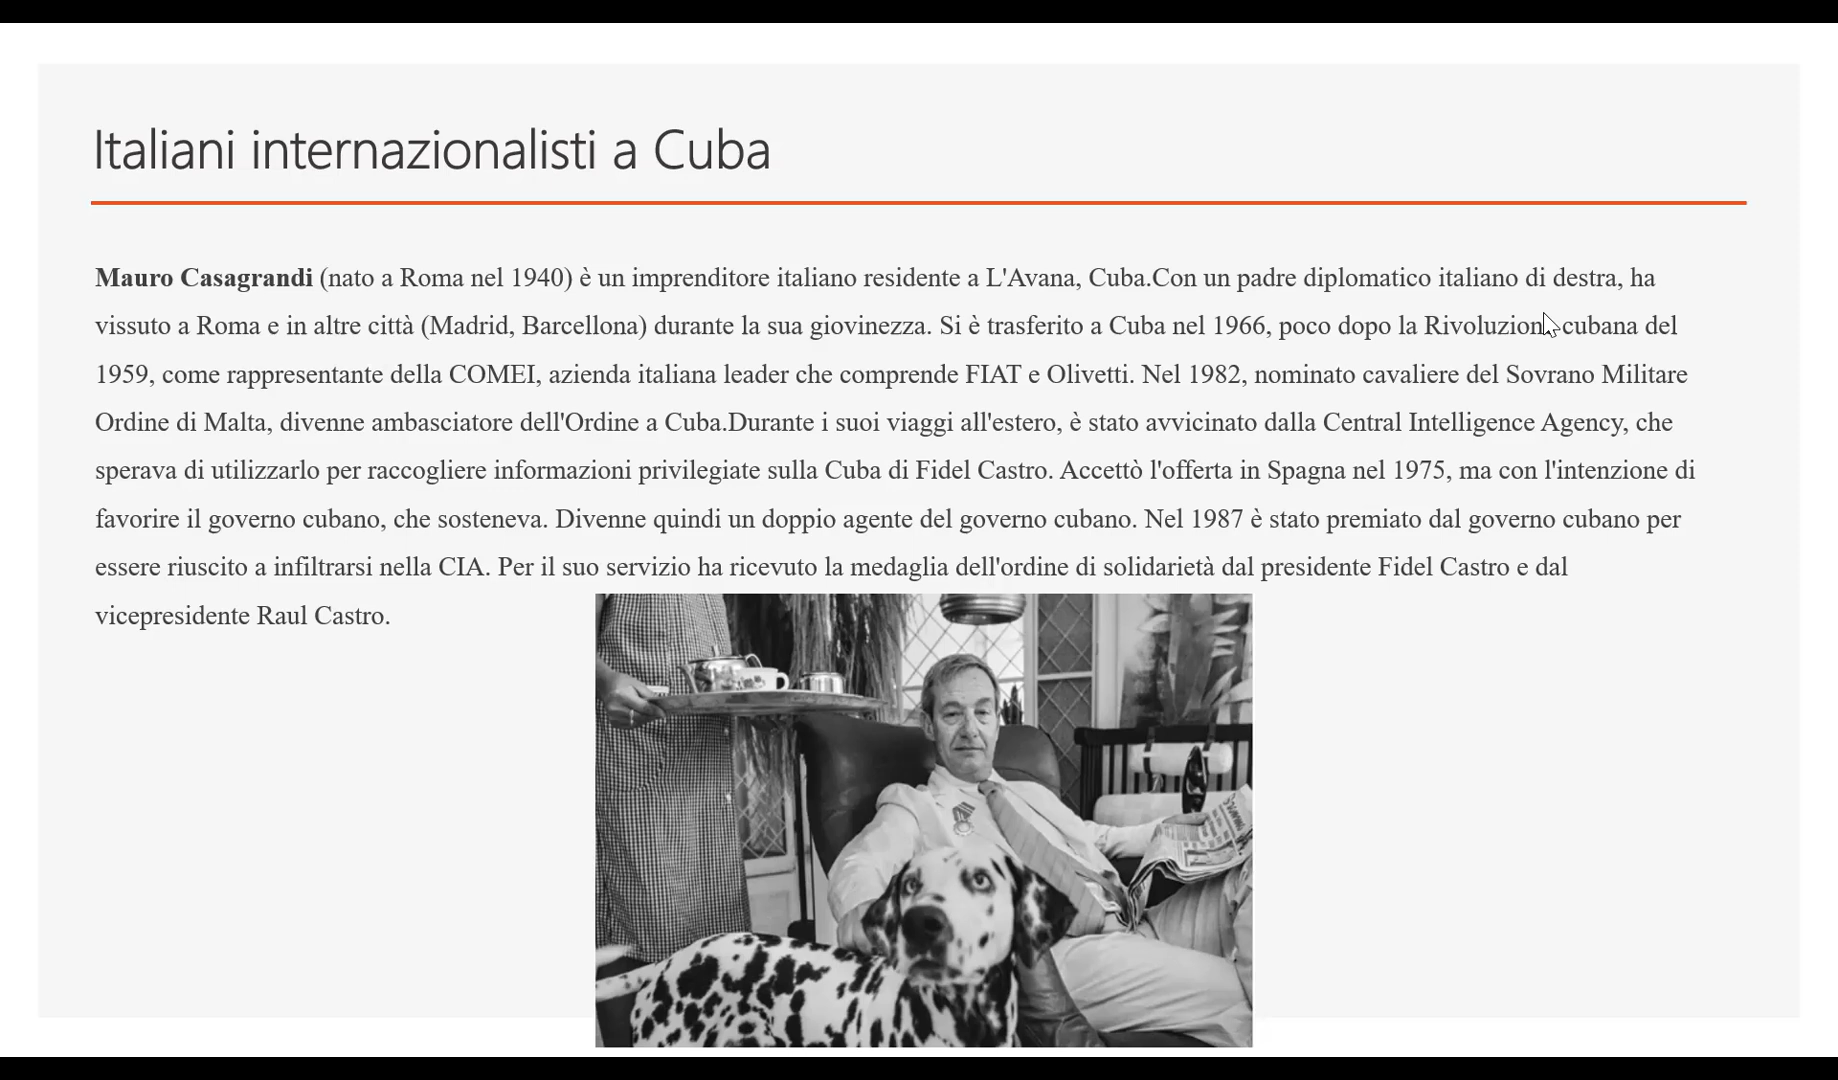 Italiani internazionalisti a Cuba
Mauro Casagrandi (nato a Roma nel 1940) è un imprenditore italiano residente a L'Avana, Cuba.Con un padre diplomatico italiano di destra, ha
vissuto a Roma e in altre città (Madrid, Barcellona) durante la sua giovinezza. Si è trasferito a Cuba nel 1966, poco dopo la Rivoluzione cubana del
1959, come rappresentante della COMEI, azienda italiana leader che comprende FIAT e Olivetti. Nel 1982, nominato cavaliere del Sovrano Militare
Ordine di Malta, divenne ambasciatore dell'Ordine a Cuba.Durante i suoi viaggi all'estero, è stato avvicinato dalla Central Intelligence Agency, che
sperava di utilizzarlo per raccogliere informazioni privilegiate sulla Cuba di Fidel Castro. Accettò l'offerta in Spagna nel 1975, ma con l'intenzione di
favorire il governo cubano, che sosteneva. Divenne quindi un doppio agente del governo cubano. Nel 1987 è stato premiato dal governo cubano per
essere riuscito a infiltrarsi nella CIA. Per il suo servizio ha ricevuto la medaglia dell'ordine di solidarietà dal presidente Fidel Castro e dal
vicepresidente Raul Castro.